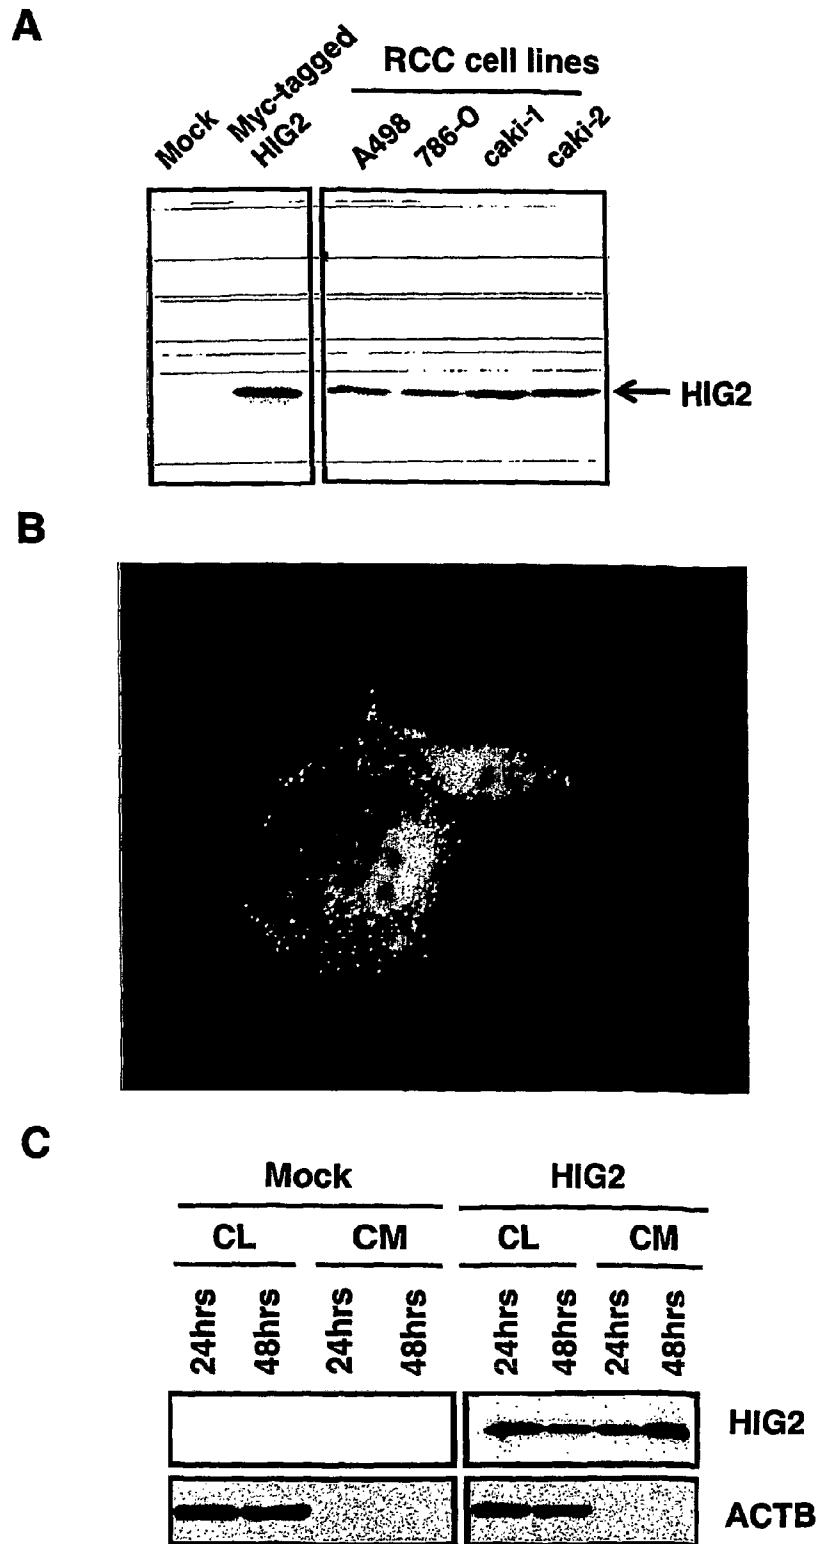 A
RCC cell lines
Mock
Myc-tagged
HIG2
A498
786-O
caki-1
caki-2
HIG2
B
C
Mock HIG2
CL CM CL CM
24hrs 48hrs 24hrs 48hrs 24hrs 48hrs 24hrs 48hrs
HIG2
ACTB